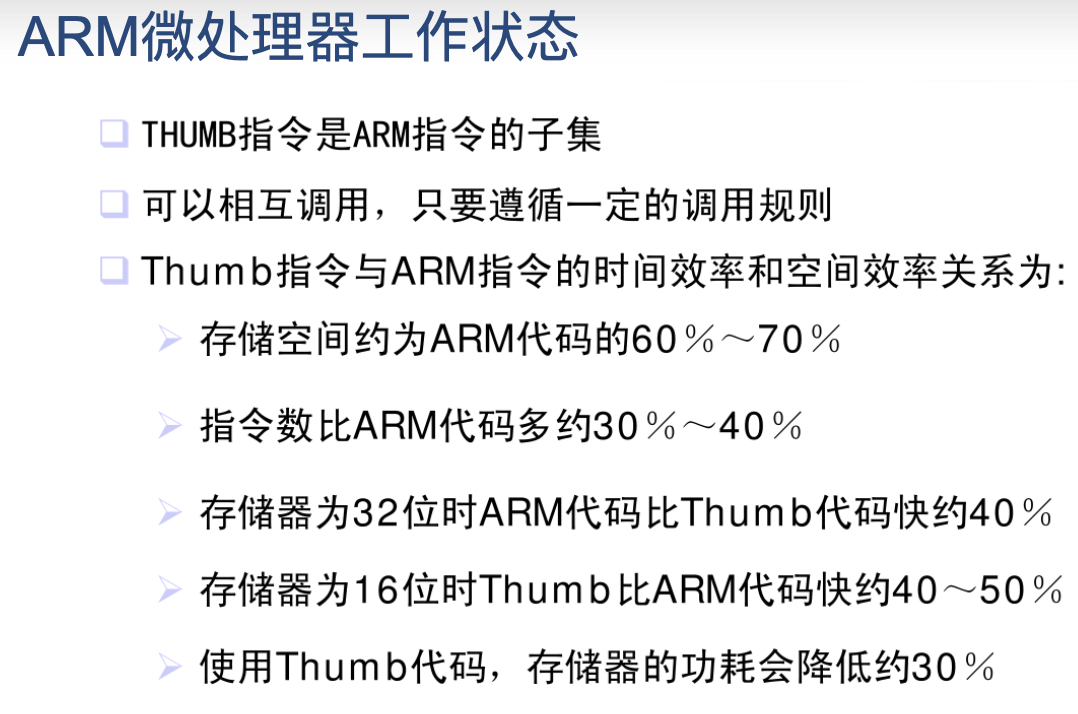 ARM微处理器工作状态
THUMB指令是ARM指令的子集
可以相互调用，只要遵循一定的调用规则
Thumb指令与ARM指令的时间效率和空间效率关系为:
存储空间约为ARM代码的60％～70％
指令数比ARM代码多约30％～40％
存储器为32位时ARM代码比Thumb代码快约40％
存储器为16位时Thumb比ARM代码快约40～50％
使用Thumb代码，存储器的功耗会降低约30％